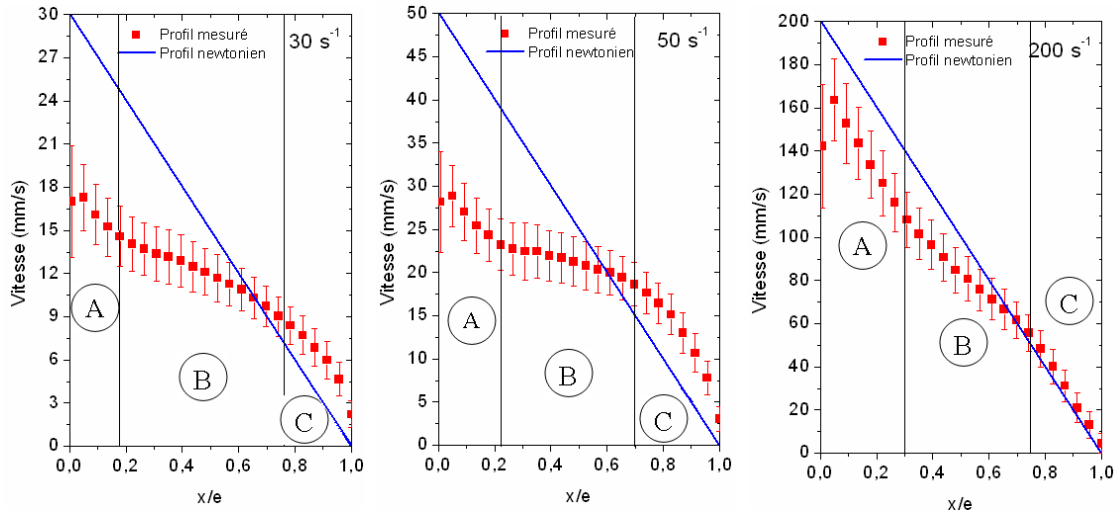 30
27
24
21
18
15
12
9
6
3
0
Vitesse (mm/s)
Profil mesuré
Profil newtonien
30 s⁻¹
A
B
C
0,0 0,2 0,4 0,6 0,8 1,0
x/e
50
45
40
35
30
25
20
15
10
5
0
Vitesse (mm/s)
Profil mesuré
Profil newtonien
50 s⁻¹
A
B
C
0,0 0,2 0,4 0,6 0,8 1,0
x/e
200
180
160
140
120
100
80
60
40
20
0
Vitesse (mm/s)
Profil mesuré
Profil newtonien
200 s⁻¹
A
B
C
0,0 0,2 0,4 0,6 0,8 1,0
x/e